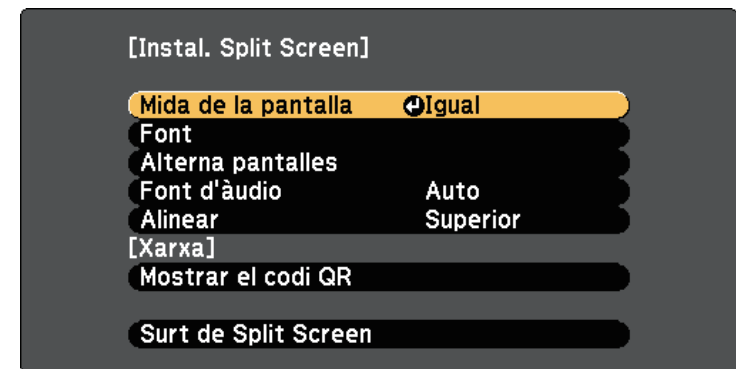 [Instal. Split Screen]
Mida de la pantalla Igual
Font
Alterna pantalles
Font d'àudio Auto
Alinear Superior
[Xarxa]
Mostrar el codi QR
Surt de Split Screen